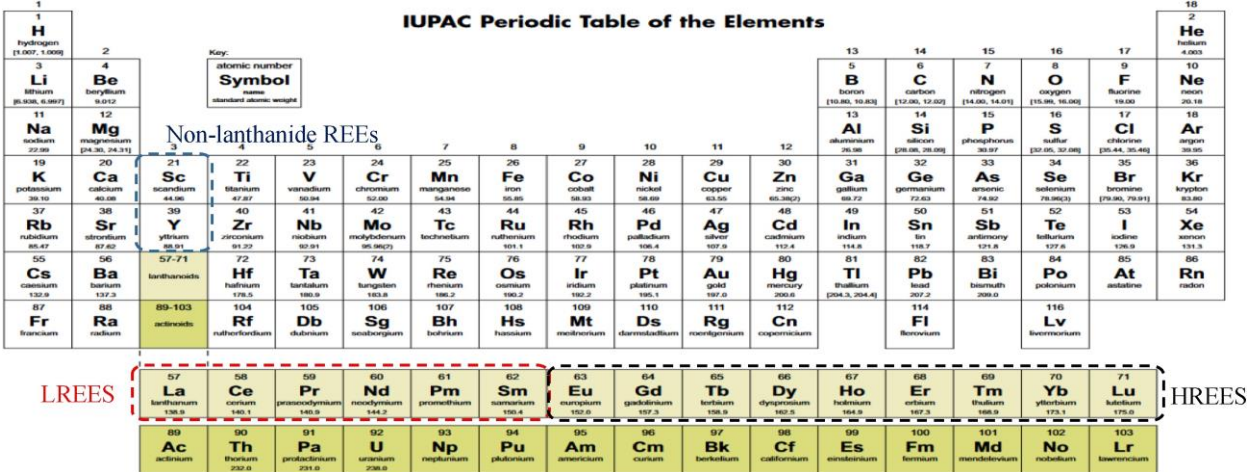 1 18
IUPAC Periodic Table of the Elements
1 2
H He
hydrogen helium
[1.007, 1.009] 4.003
2 13 14 15 16 17
Key:
atomic number
Symbol
name
standard atomic weight
3 4 5 6 7 8 9 10
Li Be B C N O F Ne
lithium beryllium boron carbon nitrogen oxygen fluorine neon
[6.938, 6.997] 9.012 [10.80, 10.83] [12.00, 12.02] [14.00, 14.01] [15.99, 16.00] 19.00 20.18
11 12 13 14 15 16 17 18
Na Mg Al Si P S Cl Ar
sodium magnesium aluminium silicon phosphorus sulfur chlorine argon
22.99 [24.30, 24.31] 26.98 [28.08, 28.09] 30.97 [32.05, 32.08] [35.44, 35.46] 39.95
Non-lanthanide REEs
3 4 5 6 7 8 9 10 11 12
19 20 21 22 23 24 25 26 27 28 29 30 31 32 33 34 35 36
K Ca Sc Ti V Cr Mn Fe Co Ni Cu Zn Ga Ge As Se Br Kr
potassium calcium scandium titanium vanadium chromium manganese iron cobalt nickel copper zinc gallium germanium arsenic selenium bromine krypton
39.10 40.08 44.96 47.87 50.94 52.00 54.94 55.85 58.93 58.69 63.55 65.38(2) 69.72 72.63 74.92 78.96(3) [79.90, 79.91] 83.80
37 38 39 40 41 42 43 44 45 46 47 48 49 50 51 52 53 54
Rb Sr Y Zr Nb Mo Tc Ru Rh Pd Ag Cd In Sn Sb Te I Xe
rubidium strontium yttrium zirconium niobium molybdenum technetium ruthenium rhodium palladium silver cadmium indium tin antimony tellurium iodine xenon
85.47 87.62 88.91 91.22 92.91 95.96(2) 101.1 102.9 106.4 107.9 112.4 114.8 118.7 121.8 127.6 126.9 131.3
55 56 57-71 72 73 74 75 76 77 78 79 80 81 82 83 84 85 86
Cs Ba lanthanoids Hf Ta W Re Os Ir Pt Au Hg Tl Pb Bi Po At Rn
caesium barium hafnium tantalum tungsten rhenium osmium iridium platinum gold mercury thallium lead bismuth polonium astatine radon
132.9 137.3 178.5 180.9 183.8 186.2 190.2 192.2 195.1 197.0 200.6 [204.3, 204.4] 207.2 209.0
87 88 89-103 104 105 106 107 108 109 110 111 112 114 116
Fr Ra actinoids Rf Db Sg Bh Hs Mt Ds Rg Cn Fl Lv
francium radium rutherfordium dubnium seaborgium bohrium hassium meitnerium darmstadtium roentgenium copernicium flerovium livermorium
57 58 59 60 61 62 63 64 65 66 67 68 69 70 71
LREES La Ce Pr Nd Pm Sm Eu Gd Tb Dy Ho Er Tm Yb Lu HREES
lanthanum cerium praseodymium neodymium promethium samarium europium gadolinium terbium dysprosium holmium erbium thulium ytterbium lutetium
138.9 140.1 140.9 144.2 150.4 152.0 157.3 158.9 162.5 164.9 167.3 168.9 173.1 175.0
89 90 91 92 93 94 95 96 97 98 99 100 101 102 103
Ac Th Pa U Np Pu Am Cm Bk Cf Es Fm Md No Lr
actinium thorium protactinium uranium neptunium plutonium americium curium berkelium californium einsteinium fermium mendelevium nobelium lawrencium
232.0 231.0 238.0